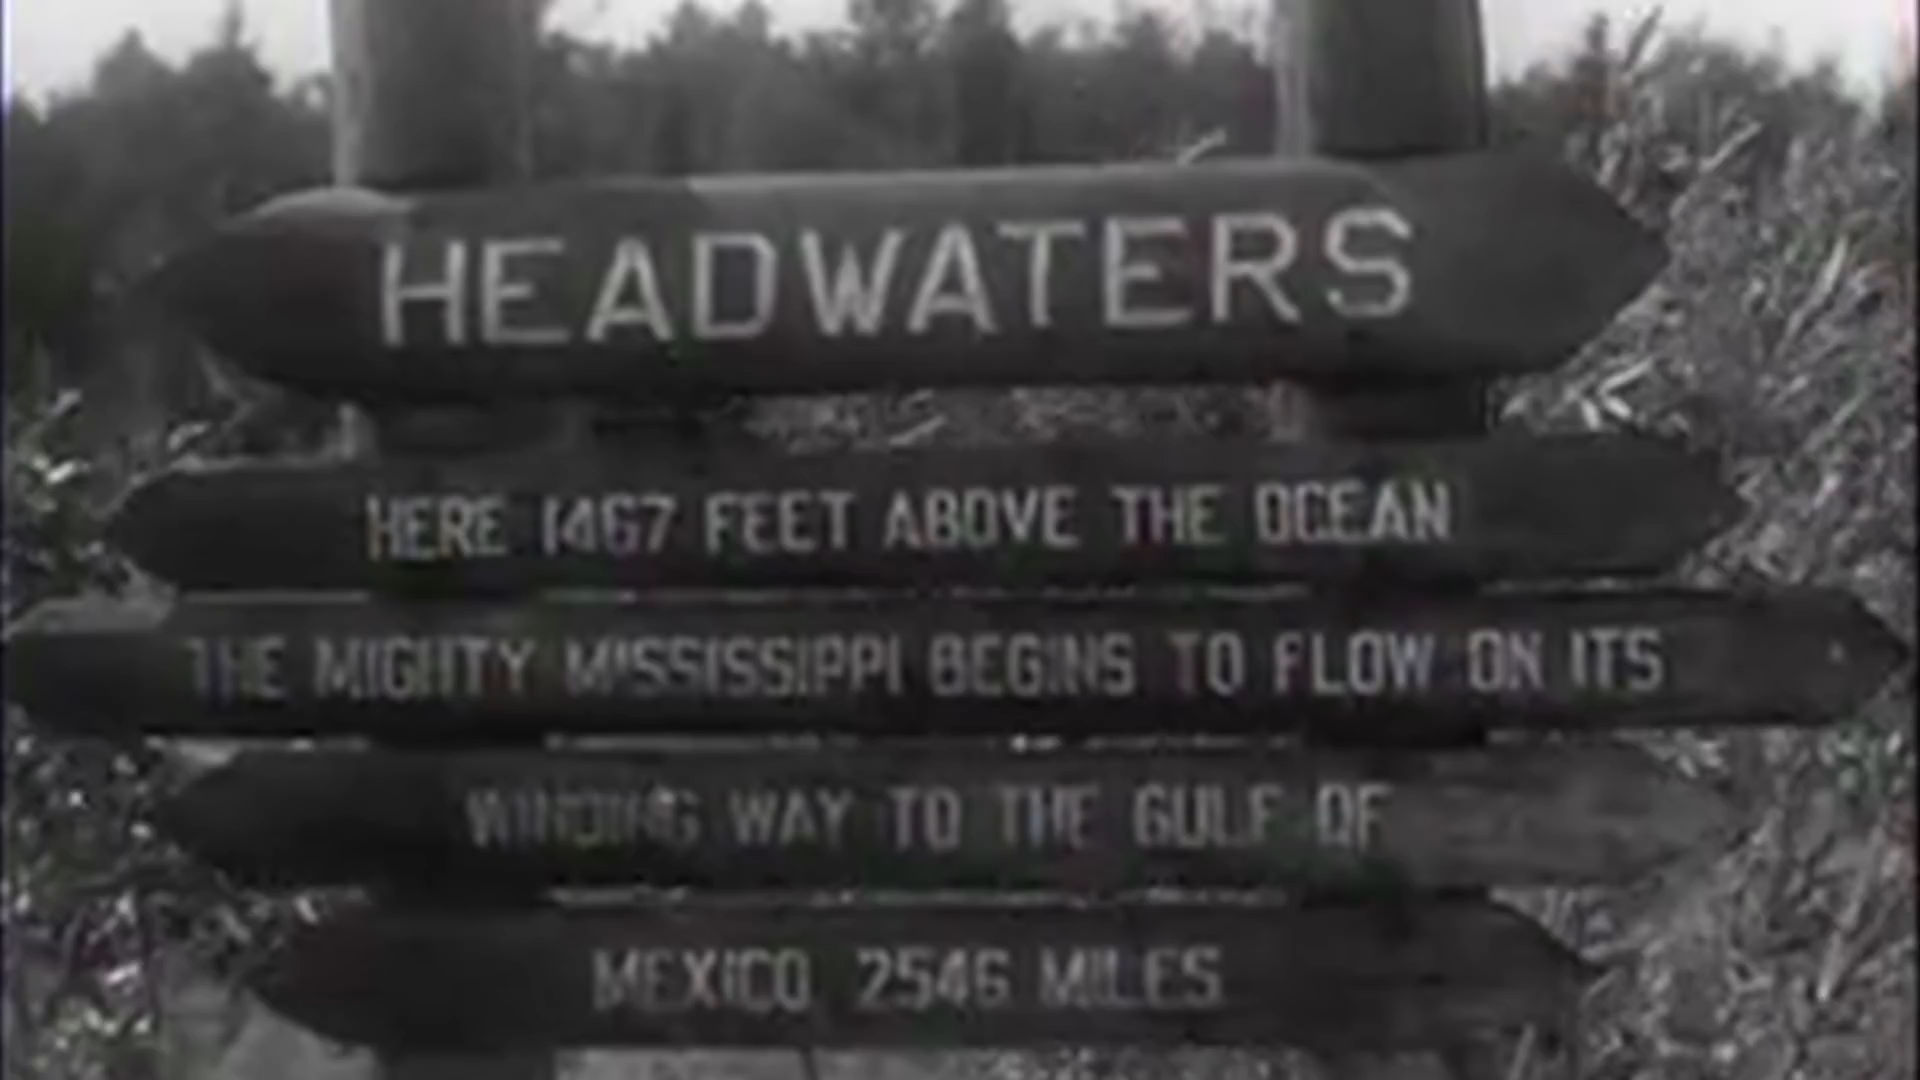 HEADWATERS
HERE 1467 FEET ABOVE THE OCEAN
THE MIGHTY MISSISSIPPI BEGINS TO FLOW ON ITS
WINDING WAY TO THE GULF OF
MEXICO 2546 MILES